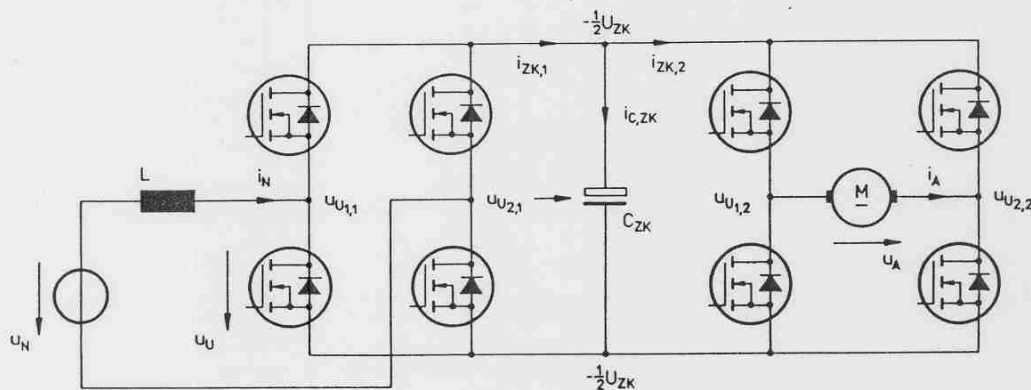 -½U_ZK
i_ZK,1
i_ZK,2
i_C,ZK
L
i_N
u_U1,1
u_U2,1
C_ZK
u_U1,2
M
i_A
u_U2,2
u_A
u_N
u_U
-½U_ZK